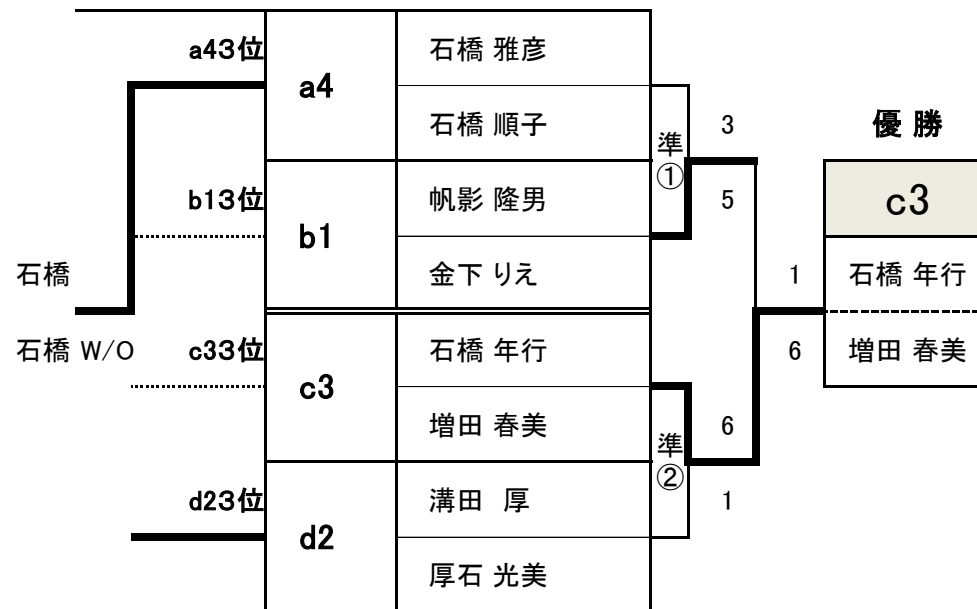 a43位
a4
石橋 雅彦
石橋 順子
準
①
3
5
優 勝
c3
b13位
b1
帆影 隆男
金下 りえ
石橋
石橋 W/O
1
6
石橋 年行
増田 春美
c33位
c3
石橋 年行
増田 春美
準
②
6
1
d23位
d2
溝田 厚
厚石 光美